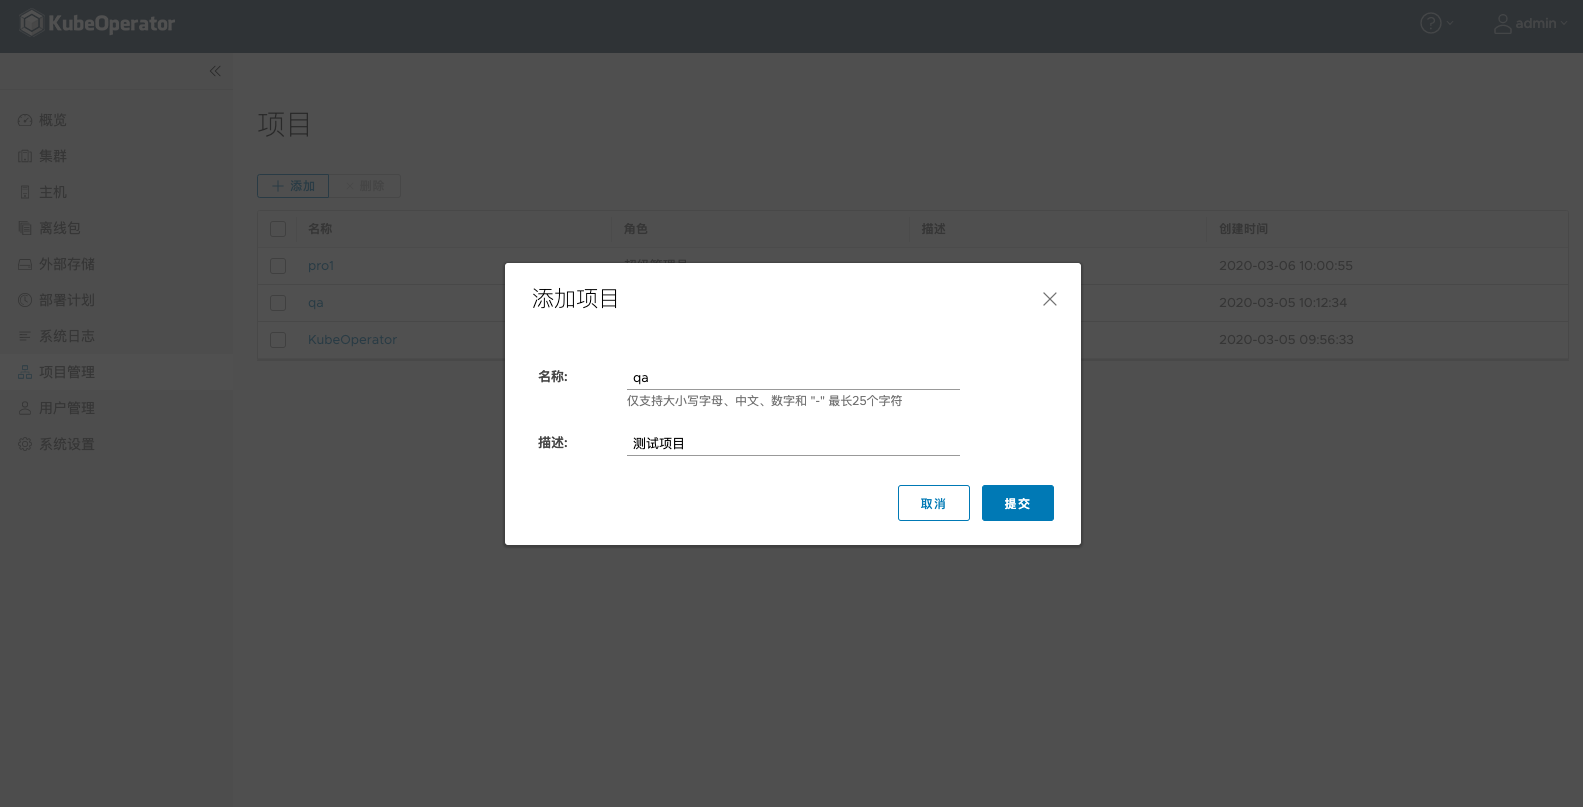 KubeOperator
admin
概览
集群
主机
离线包
外部存储
部署计划
系统日志
项目管理
用户管理
系统设置
项目
添加 删除
名称 角色 描述 创建时间
pro1 2020-03-06 10:00:55
qa 2020-03-05 10:12:34
KubeOperator 2020-03-05 09:56:33
添加项目
名称: qa
仅支持大小写字母、中文、数字和 "-" 最长25个字符
描述: 测试项目
取消 提交